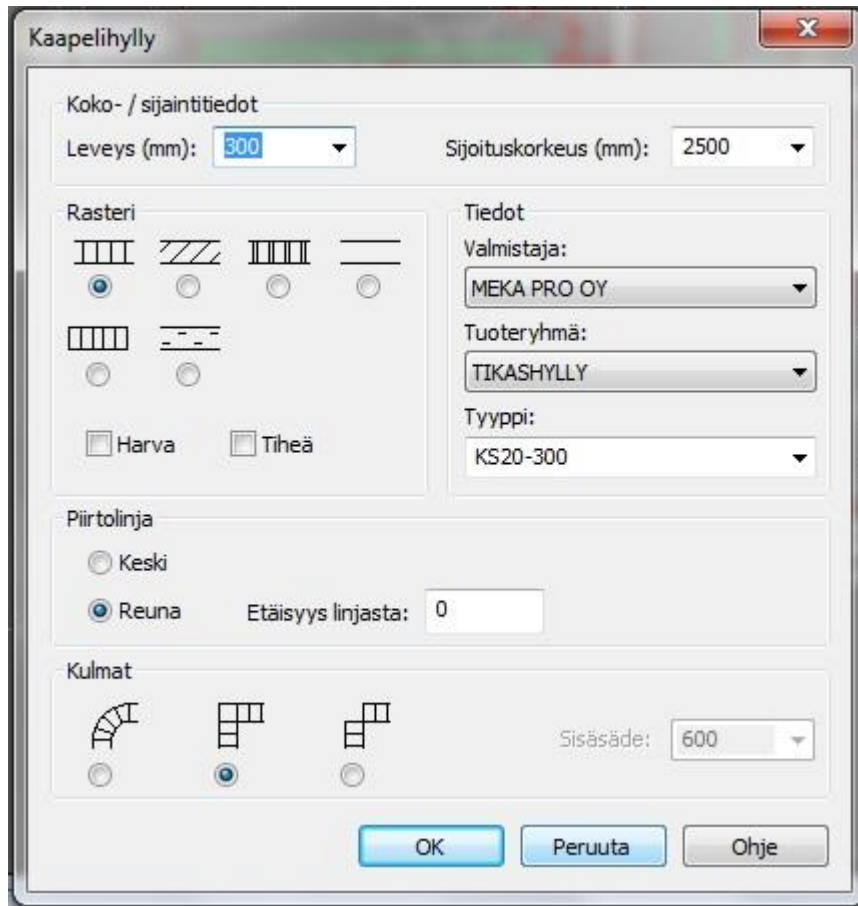 Kaapelihylly
Koko- / sijaintitiedot
Leveys (mm): 300 Sijoituskorkeus (mm): 2500
Rasteri
Harva Tiheä
Tiedot
Valmistaja:
MEKA PRO OY
Tuoteryhmä:
TIKASHYLLY
Tyyppi:
KS20-300
Piirtolinja
Keski
Reuna Etäisyys linjasta: 0
Kulmat
Sisäsäde: 600
OK Peruuta Ohje